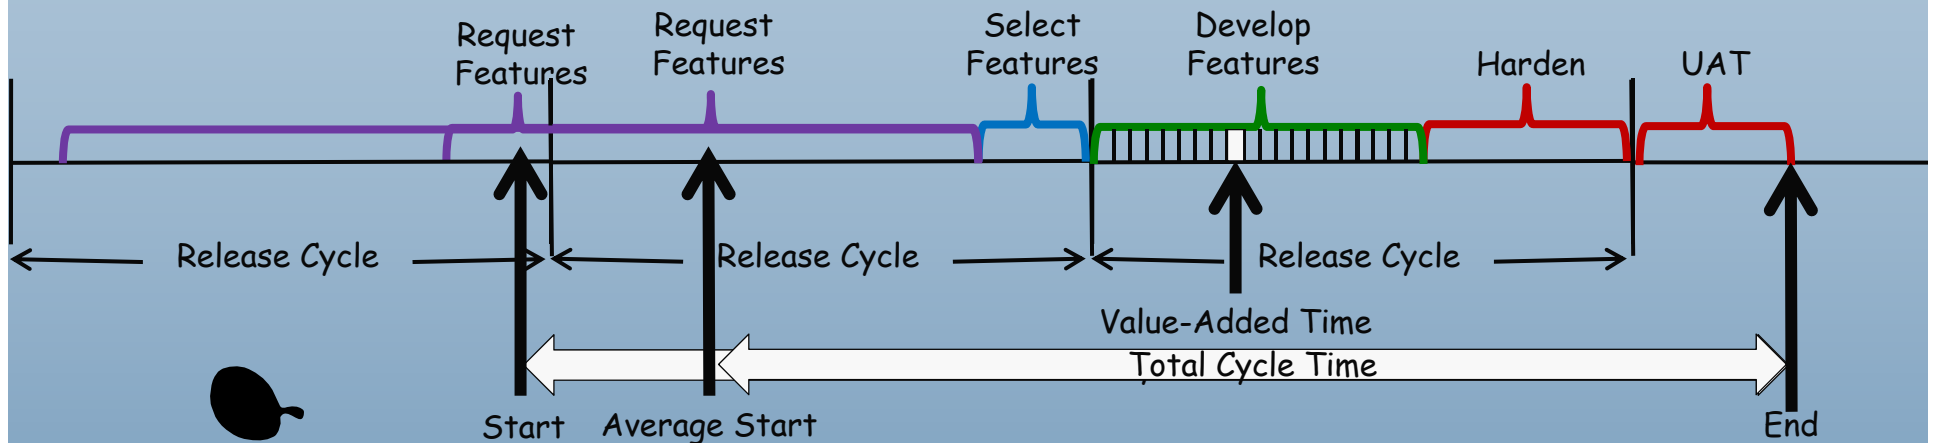 Request
Features
Request
Features
Select
Features
Develop
Features
Harden
UAT
Release Cycle
Release Cycle
Release Cycle
Value-Added Time
Total Cycle Time
Start
Average Start
End